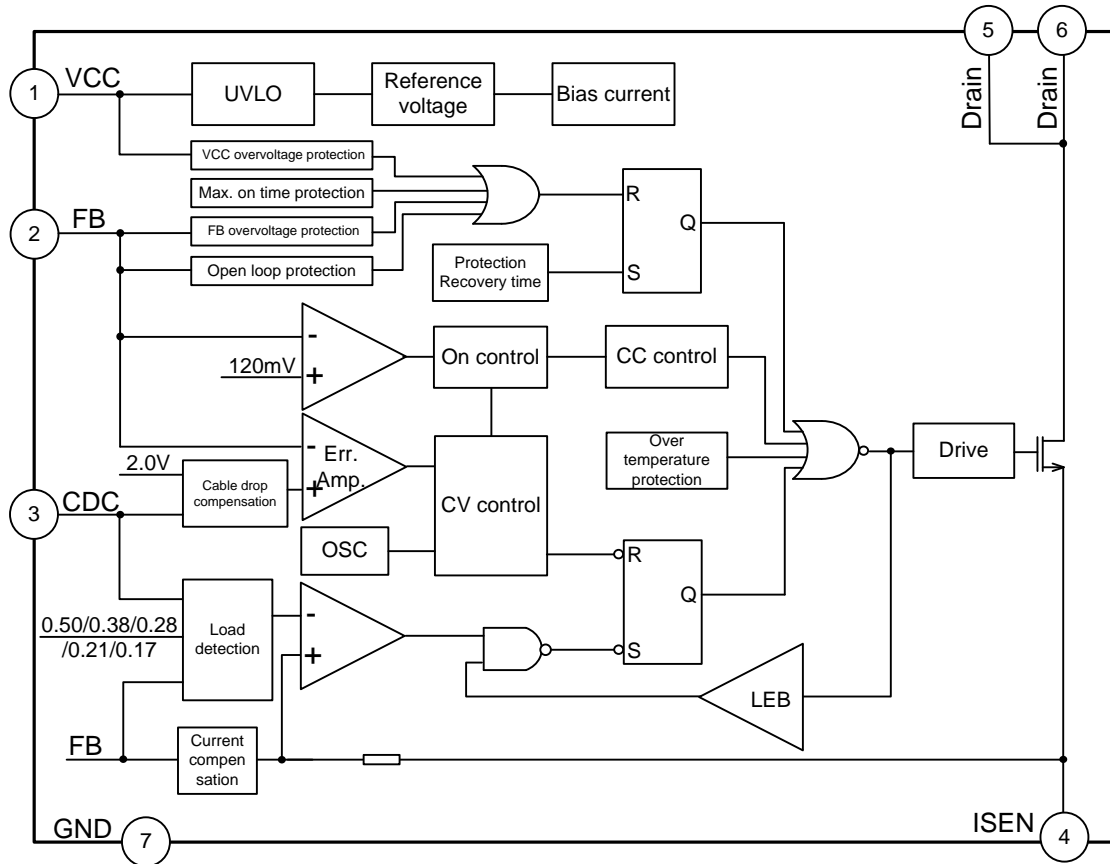 5
6
1
VCC
UVLO
Reference
voltage
Bias current
Drain
Drain
VCC overvoltage protection
Max. on time protection
R
2
FB
FB overvoltage protection
Q
Open loop protection
Protection
Recovery time
S
-
On control
CC control
120mV
+
-
Err.
Amp.
2.0V
Cable drop
compensation
+
Over
temperature
protection
Drive
3
CDC
CV control
OSC
R
Q
0.50/0.38/0.28
/0.21/0.17
Load
detection
-
+
S
LEB
FB
Current
compen
sation
GND
7
ISEN
4